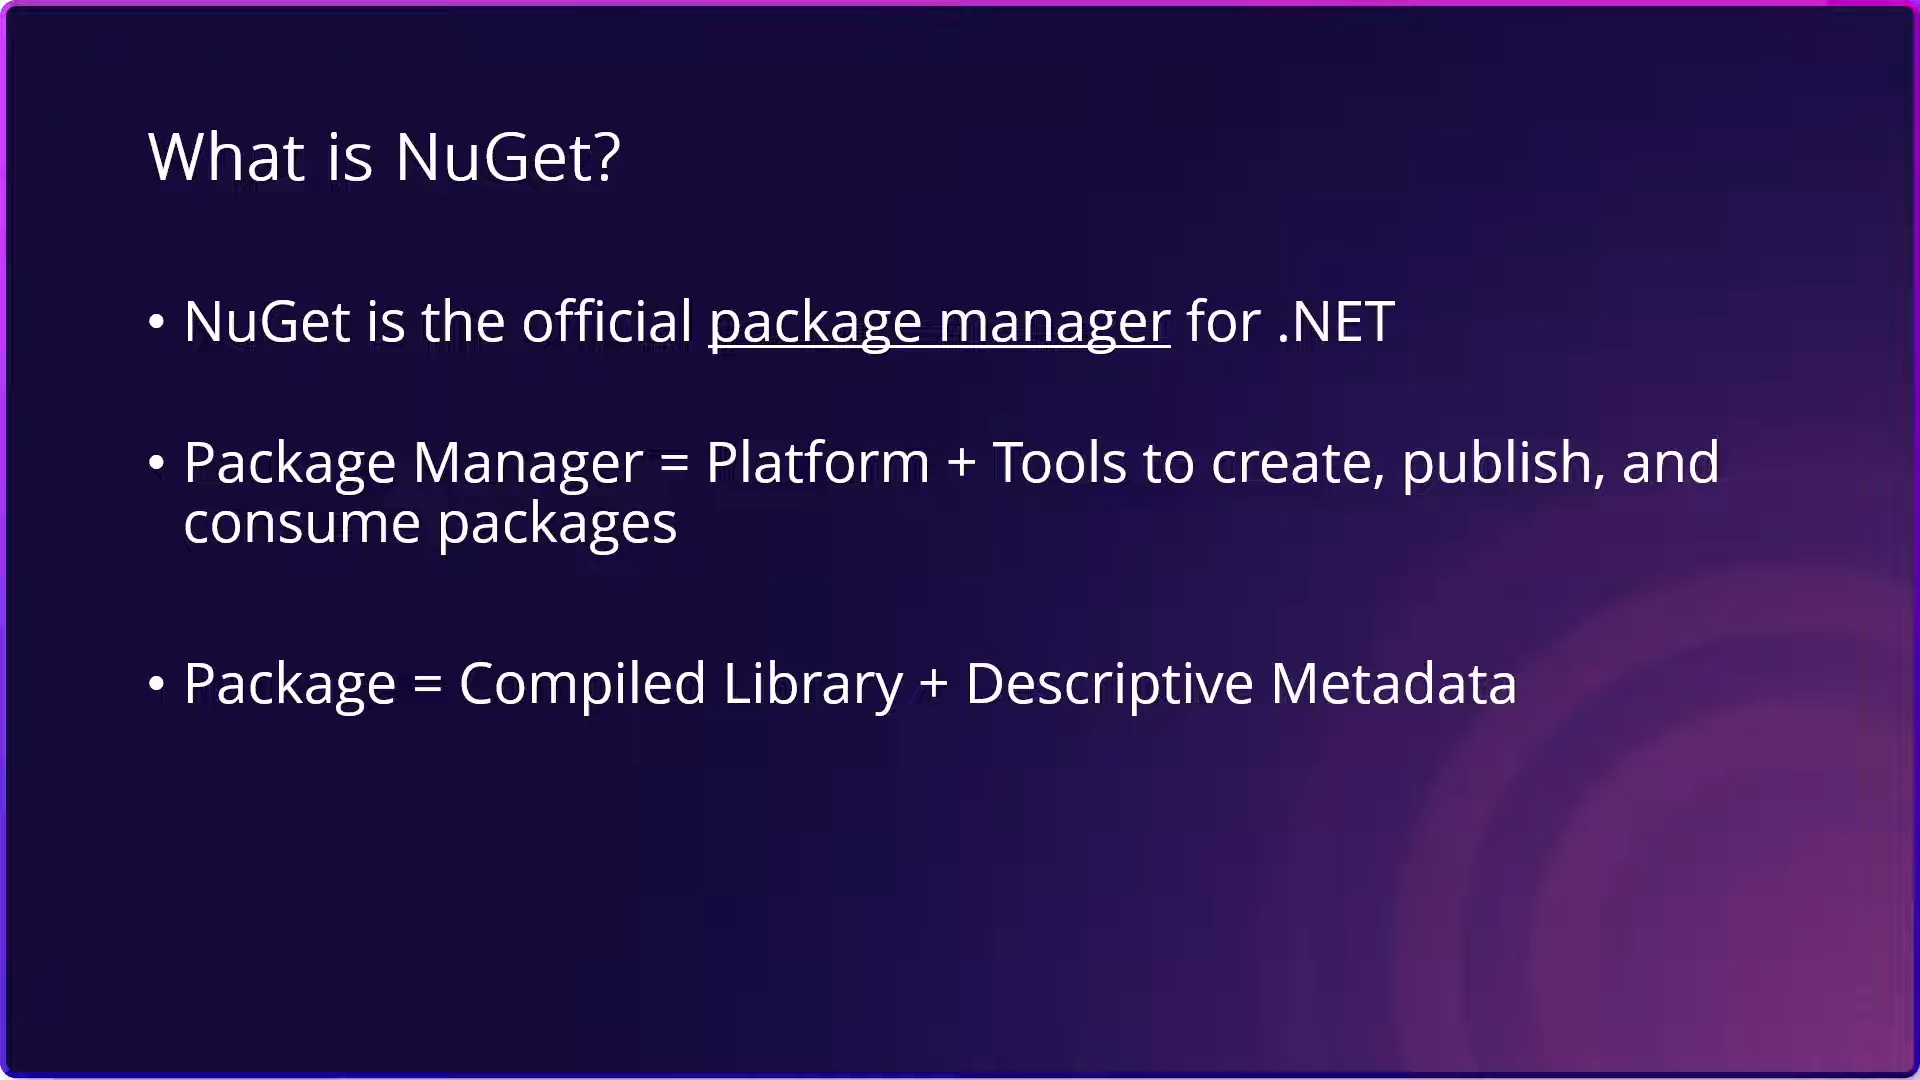 What is NuGet?
• NuGet is the official package manager for .NET
• Package Manager = Platform + Tools to create, publish, and
consume packages
• Package = Compiled Library + Descriptive Metadata